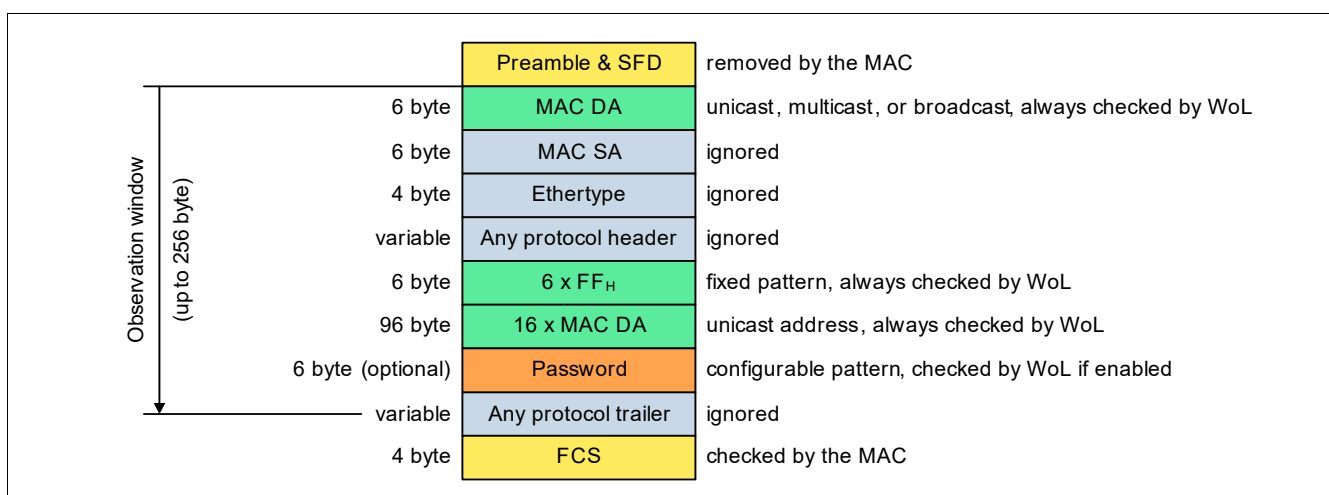 Preamble & SFD removed by the MAC
6 byte MAC DA unicast, multicast, or broadcast, always checked by WoL
6 byte MAC SA ignored
4 byte Ethertype ignored
variable Any protocol header ignored
6 byte 6 x FFH fixed pattern, always checked by WoL
96 byte 16 x MAC DA unicast address, always checked by WoL
6 byte (optional) Password configurable pattern, checked by WoL if enabled
variable Any protocol trailer ignored
4 byte FCS checked by the MAC
Observation window
(up to 256 byte)